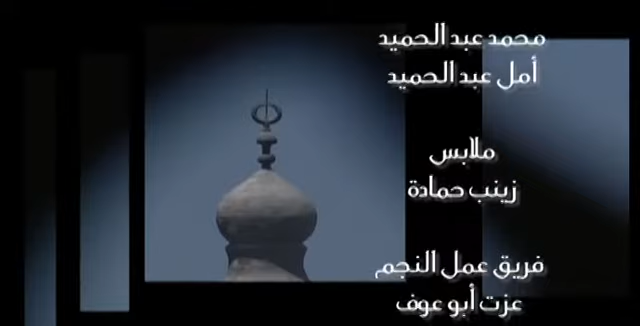 محمد عبد الحميد
أمل عبد الحميد
ملابس
زينب حمادة
فريق عمل النجم
عزت أبو عوف